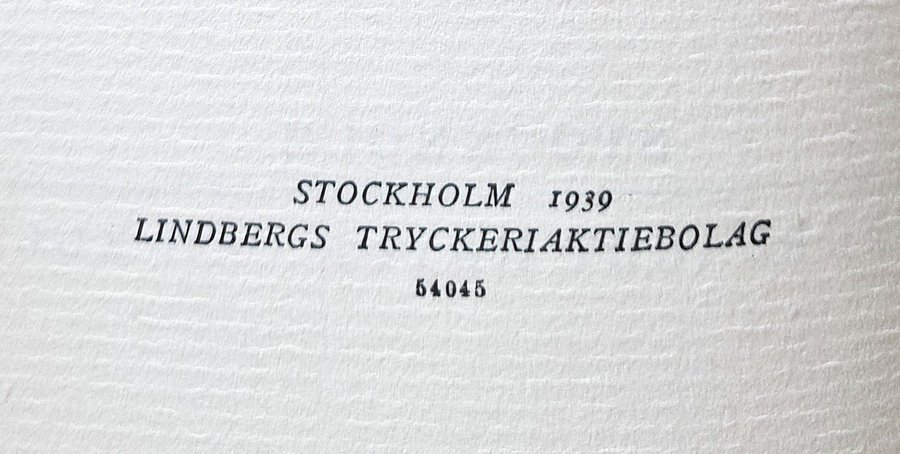 STOCKHOLM 1939
LINDBERGS TRYCKERIAKTIEBOLAG
54045